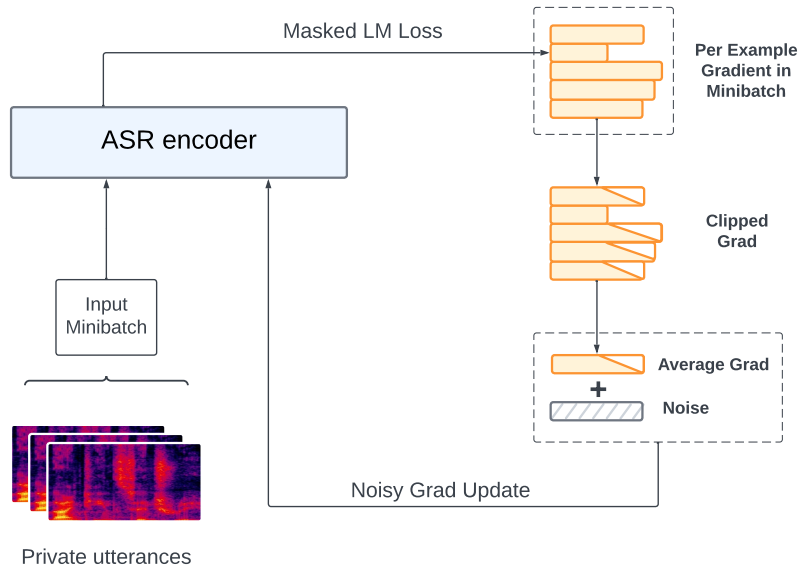 Masked LM Loss
Per Example
Gradient in
Minibatch
ASR encoder
Clipped
Grad
Input
Minibatch
Average Grad
+
Noise
Noisy Grad Update
Private utterances